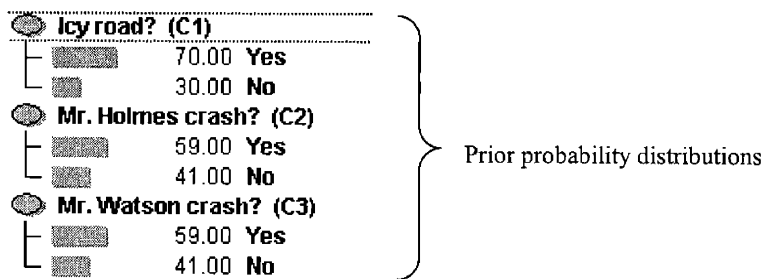 Icy road? (C1)
70.00 Yes
30.00 No
Mr. Holmes crash? (C2)
59.00 Yes
41.00 No
Mr. Watson crash? (C3)
59.00 Yes
41.00 No
Prior probability distributions